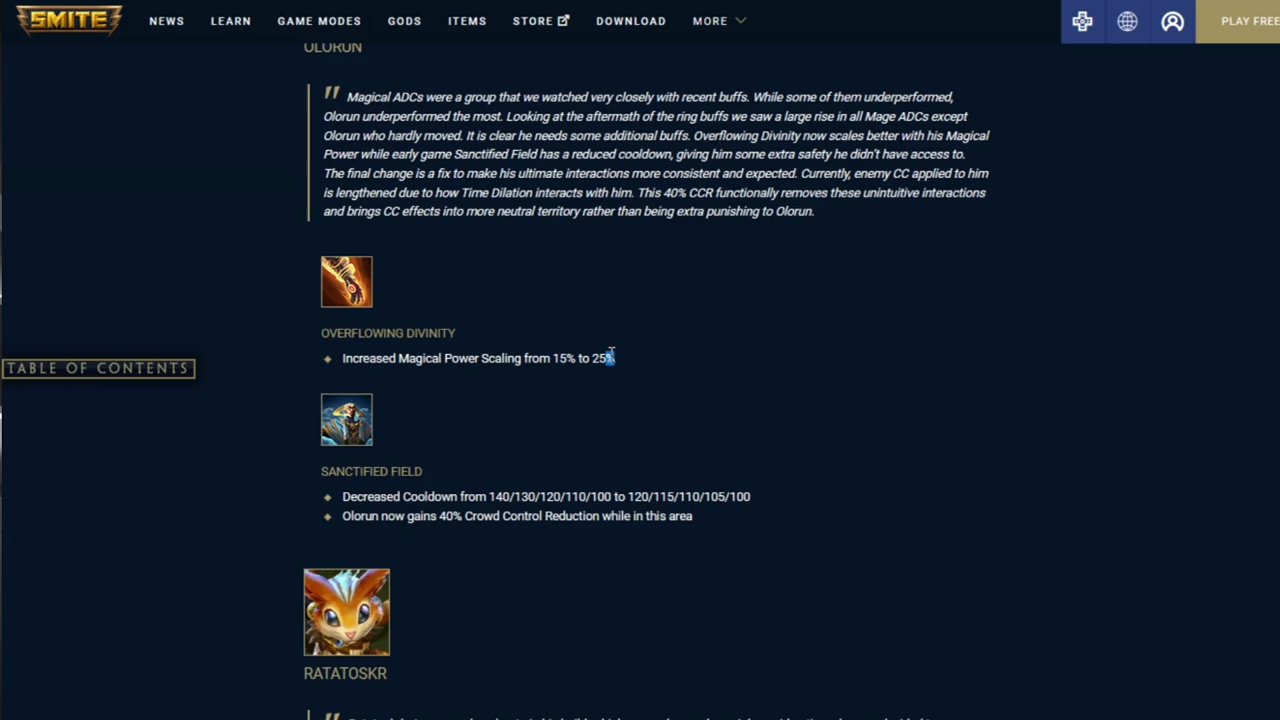 SMITE NEWS LEARN GAME MODES GODS ITEMS STORE DOWNLOAD MORE PLAY FREE
OLORUN
" Magical ADCs were a group that we watched very closely with recent buffs. While some of them underperformed,
Olorun underperformed the most. Looking at the aftermath of the ring buffs we saw a large rise in all Mage ADCs except
Olorun who hardly moved. It is clear he needs some additional buffs. Overflowing Divinity now scales better with his Magical
Power while early game Sanctified Field has a reduced cooldown, giving him some extra safety he didn't have access to.
The final change is a fix to make his ultimate interactions more consistent and expected. Currently, enemy CC applied to him
is lengthened due to how Time Dilation interacts with him. This 40% CCR functionally removes these unintuitive interactions
and brings CC effects into more neutral territory rather than being extra punishing to Olorun.
OVERFLOWING DIVINITY
Increased Magical Power Scaling from 15% to 25%
TABLE OF CONTENTS
SANCTIFIED FIELD
Decreased Cooldown from 140/130/120/110/100 to 120/115/110/105/100
Olorun now gains 40% Crowd Control Reduction while in this area
RATATOSKR